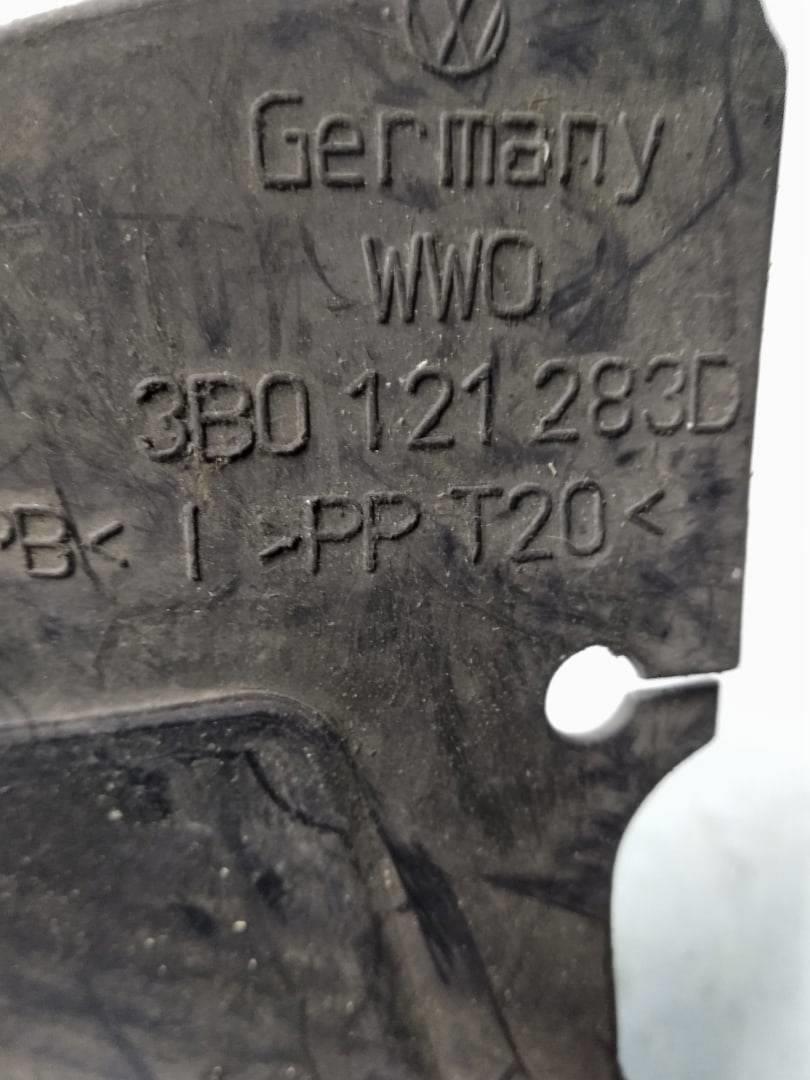 Germany
WWO
3B0 121 283D
PB< I >PP T20<